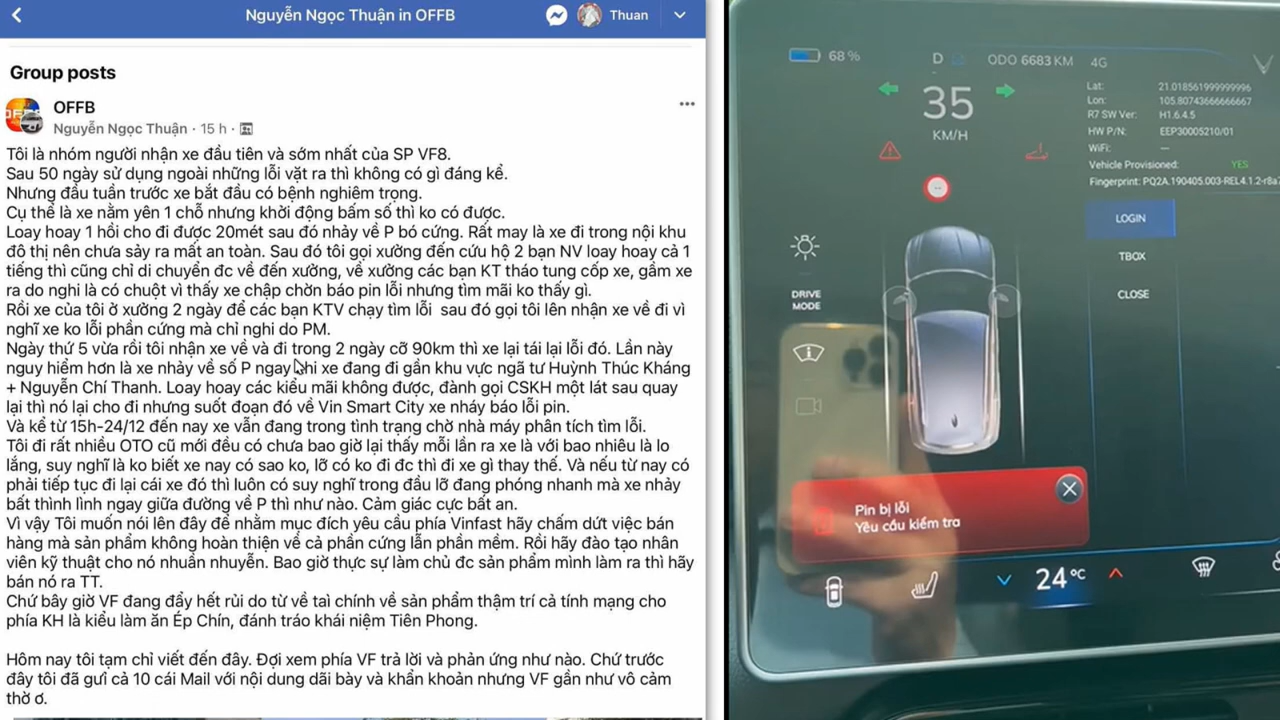 Nguyễn Ngọc Thuận in OFFB
Thuan
Group posts
OFFB
Nguyễn Ngọc Thuận · 15 h ·
Tôi là nhóm người nhận xe đầu tiên và sớm nhất của SP VF8.
Sau 50 ngày sử dụng ngoài những lỗi vặt ra thì không có gì đáng kể.
Nhưng đầu tuần trước xe bắt đầu có bệnh nghiêm trọng.
Cụ thể là xe nằm yên 1 chỗ nhưng khởi động bấm số thì ko có được.
Loay hoay 1 hồi cho đi được 20mét sau đó nhảy về P bó cứng. Rất may là xe đi trong nội khu
đô thị nên chưa sảy ra mất an toàn. Sau đó tôi gọi xưởng đến cứu hộ 2 bạn NV loay hoay cả 1
tiếng thì cũng chỉ di chuyển đc về đến xưởng, về xưởng các bạn KT tháo tung cốp xe, gầm xe
ra do nghi là có chuột vì thấy xe chập chờn báo pin lỗi nhưng tìm mãi ko thấy gì.
Rồi xe của tôi ở xưởng 2 ngày để các bạn KTV chạy tìm lỗi sau đó gọi tôi lên nhận xe về đi vì
nghĩ xe ko lỗi phần cứng mà chỉ nghi do PM.
Ngày thứ 5 vừa rồi tôi nhận xe về và đi trong 2 ngày cỡ 90km thì xe lại tái lại lỗi đó. Lần này
nguy hiểm hơn là xe nhảy về số P ngay khi xe đang đi gần khu vực ngã tư Huỳnh Thúc Kháng
+ Nguyễn Chí Thanh. Loay hoay các kiểu mãi không được, đành gọi CSKH một lát sau quay
lại thì nó lại cho đi nhưng suốt đoạn đó về Vin Smart City xe nháy báo lỗi pin.
Và kể từ 15h-24/12 đến nay xe vẫn đang trong tình trạng chờ nhà máy phân tích tìm lỗi.
Tôi đi rất nhiều OTO cũ mới đều có chưa bao giờ lại thấy mỗi lần ra xe là với bao nhiêu là lo
lắng, suy nghĩ là ko biết xe nay có sao ko, lỡ có ko đi đc thì đi xe gì thay thế. Và nếu từ nay có
phải tiếp tục đi lại cái xe đó thì luôn có suy nghĩ trong đầu lỡ đang phóng nhanh mà xe nhảy
bất thình lình ngay giữa đường về P thì như nào. Cảm giác cực bất an.
Vì vậy Tôi muốn nói lên đây để nhằm mục đích yêu cầu phía Vinfast hãy chấm dứt việc bán
hàng mà sản phẩm không hoàn thiện về cả phần cứng lẫn phần mềm. Rồi hãy đào tạo nhân
viên kỹ thuật cho nó nhuần nhuyễn. Bao giờ thực sự làm chủ đc sản phẩm mình làm ra thì hãy
bán nó ra TT.
Chứ bây giờ VF đang đẩy hết rủi do từ về taì chính về sản phẩm thậm trí cả tính mạng cho
phía KH là kiểu làm ăn Ép Chín, đánh tráo khái niệm Tiên Phong.
Hôm nay tôi tạm chỉ viết đến đây. Đợi xem phía VF trả lời và phản ứng như nào. Chứ trước
đây tôi đã gưỉ cả 10 cái Mail với nội dung dãi bày và khẩn khoản nhưng VF gần như vô cảm
thờ ơ.
68 %
D
ODO 6683 KM
4G
35
KM/H
Lat: 21.018561999999996
Lon: 105.80743666666667
R7 SW Ver: H1.6.4.5
HW P/N: EEP30005210/01
WiFi: ---
Vehicle Provisioned: YES
Fingerprint: PQ2A.190405.003-REL4.1.2-r8a7
LOGIN
TBOX
CLOSE
DRIVE
MODE
Pin bị lỗi
Yêu cầu kiểm tra
24°C